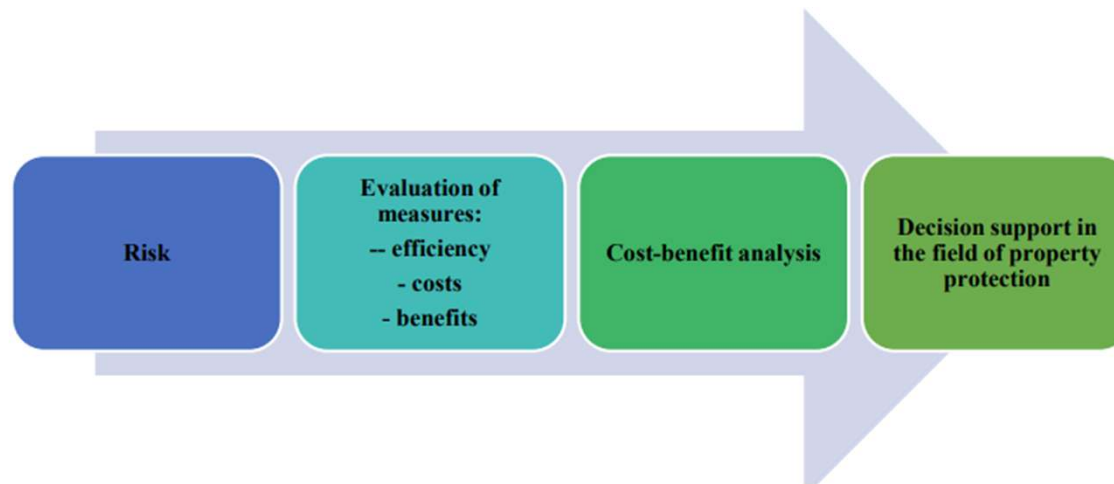 Risk
Evaluation of
measures:
-- efficiency
- costs
- benefits
Cost-benefit analysis
Decision support in
the field of property
protection